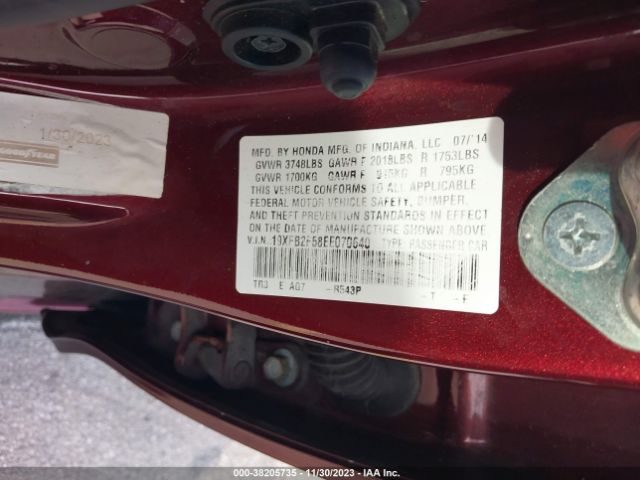 1/30/2023
GOODYEAR
MFD. BY HONDA MFG. OF INDIANA, LLC 07/'14
GVWR 3748LBS GAWR F 2018LBS R 1753LBS
GVWR 1700KG GAWR F 915KG R 795KG
THIS VEHICLE CONFORMS TO ALL APPLICABLE
FEDERAL MOTOR VEHICLE SAFETY, BUMPER,
AND THEFT PREVENTION STANDARDS IN EFFECT
ON THE DATE OF MANUFACTURE SHOWN ABOVE.
V.I.N. TYPE: PASSENGER CAR
TR3 E A07 -R543P -T -F
000-38205735 - 11/30/2023 - IAA Inc.